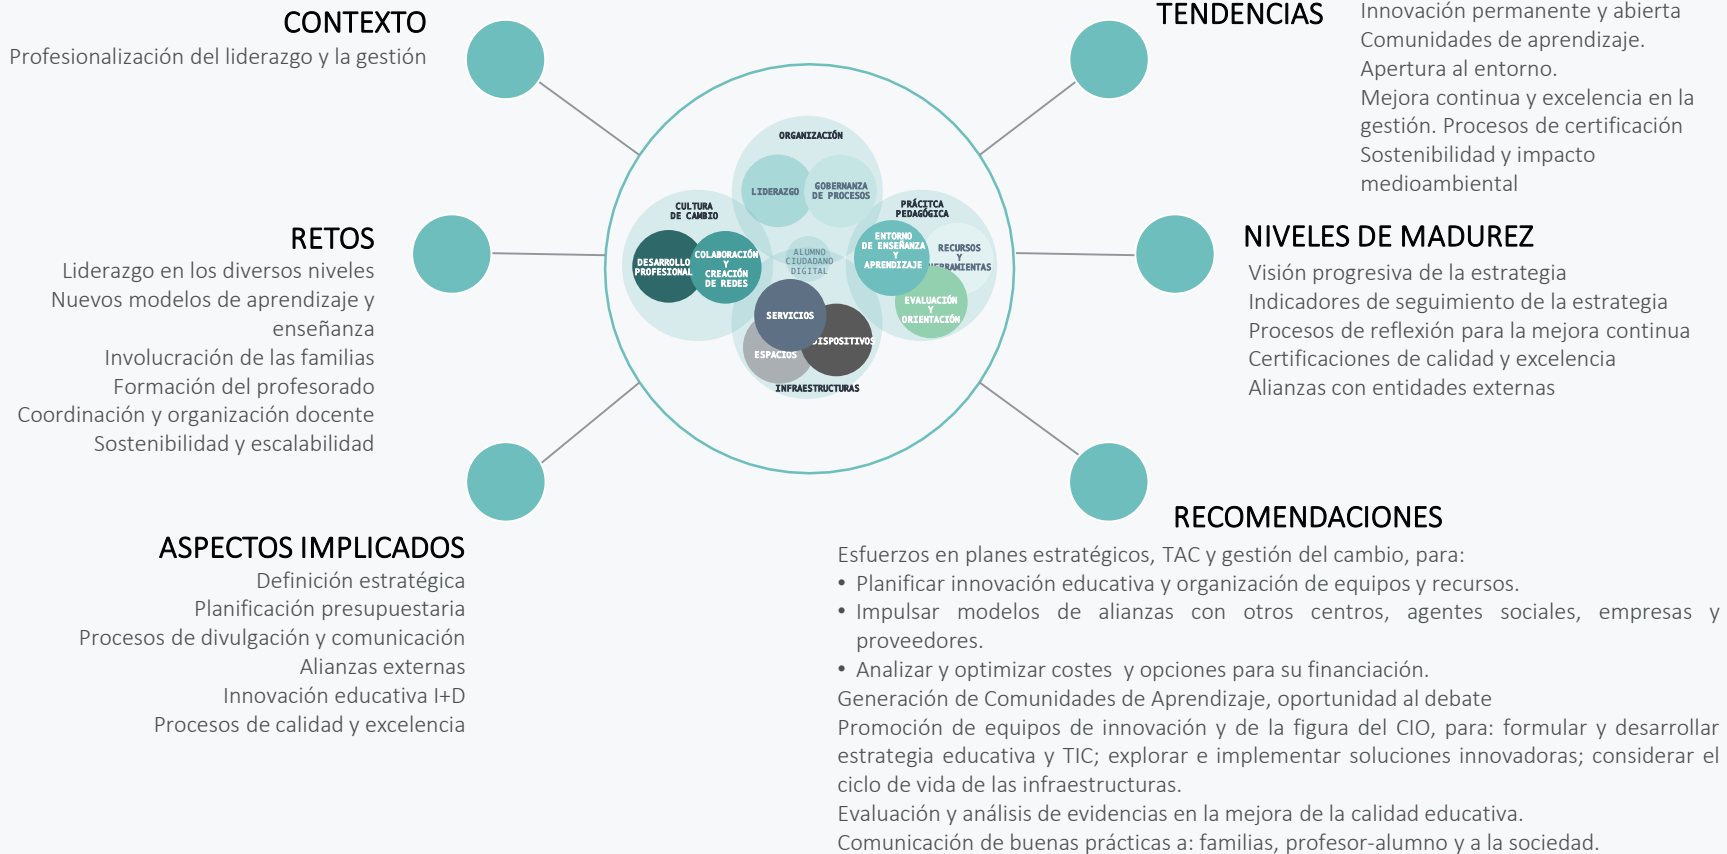 CONTEXTO
Profesionalización del liderazgo y la gestión
TENDENCIAS
Innovación permanente y abierta
Comunidades de aprendizaje.
Apertura al entorno.
Mejora continua y excelencia en la
gestión. Procesos de certificación
Sostenibilidad y impacto
medioambiental
ORGANIZACIÓN
LIDERAZGO
GOBERNANZA
DE PROCESOS
CULTURA
DE CAMBIO
DESARROLLO
PROFESIONAL
COLABORACIÓN
Y
CREACIÓN
DE REDES
ALUMNO
CIUDADANO
DIGITAL
PRÁCITCA
PEDAGÓGICA
ENTORNO
DE ENSEÑANZA
Y
APRENDIZAJE
RECURSOS
Y
HERRAMIENTAS
EVALUACIÓN
Y
ORIENTACIÓN
SERVICIOS
ESPACIOS
DISPOSITIVOS
INFRAESTRUCTURAS
RETOS
Liderazgo en los diversos niveles
Nuevos modelos de aprendizaje y
enseñanza
Involucración de las familias
Formación del profesorado
Coordinación y organización docente
Sostenibilidad y escalabilidad
NIVELES DE MADUREZ
Visión progresiva de la estrategia
Indicadores de seguimiento de la estrategia
Procesos de reflexión para la mejora continua
Certificaciones de calidad y excelencia
Alianzas con entidades externas
ASPECTOS IMPLICADOS
Definición estratégica
Planificación presupuestaria
Procesos de divulgación y comunicación
Alianzas externas
Innovación educativa I+D
Procesos de calidad y excelencia
RECOMENDACIONES
Esfuerzos en planes estratégicos, TAC y gestión del cambio, para:
• Planificar innovación educativa y organización de equipos y recursos.
• Impulsar modelos de alianzas con otros centros, agentes sociales, empresas y
proveedores.
• Analizar y optimizar costes y opciones para su financiación.
Generación de Comunidades de Aprendizaje, oportunidad al debate
Promoción de equipos de innovación y de la figura del CIO, para: formular y desarrollar
estrategia educativa y TIC; explorar e implementar soluciones innovadoras; considerar el
ciclo de vida de las infraestructuras.
Evaluación y análisis de evidencias en la mejora de la calidad educativa.
Comunicación de buenas prácticas a: familias, profesor-alumno y a la sociedad.